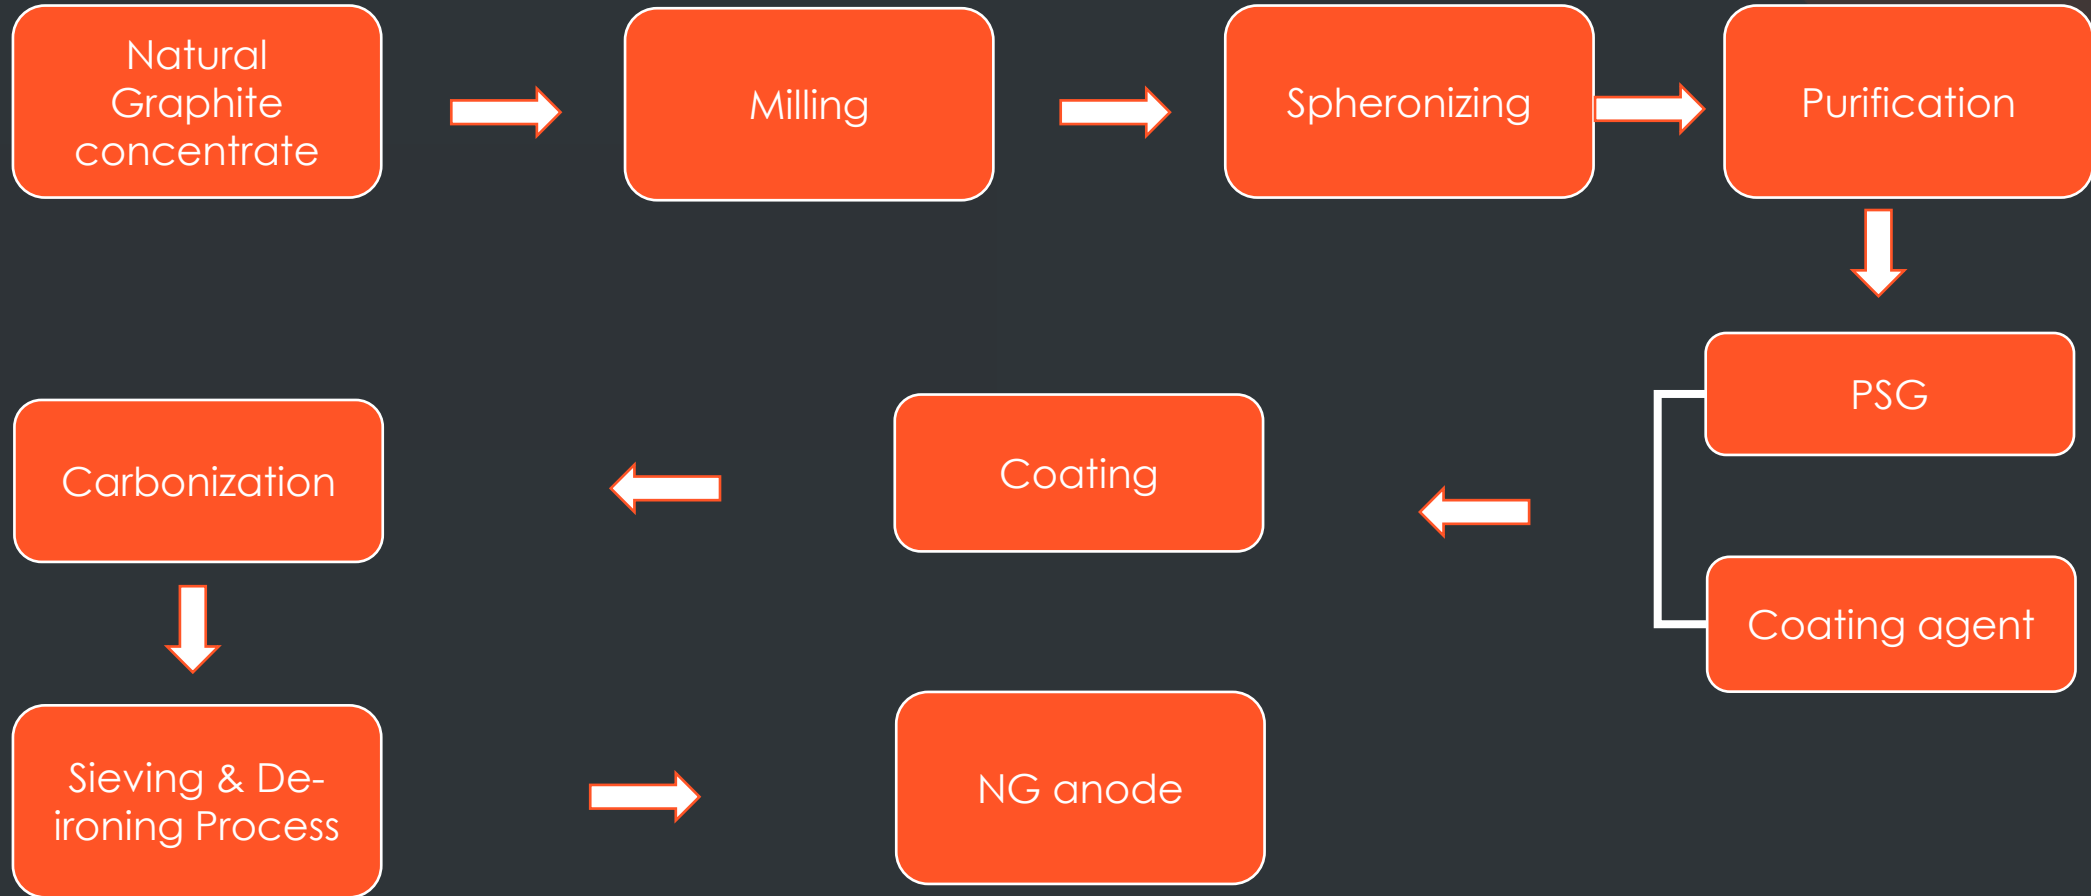 Natural
Graphite
concentrate
Milling
Spheronizing
Purification
PSG
Coating agent
Coating
Carbonization
Sieving & De-
ironing Process
NG anode